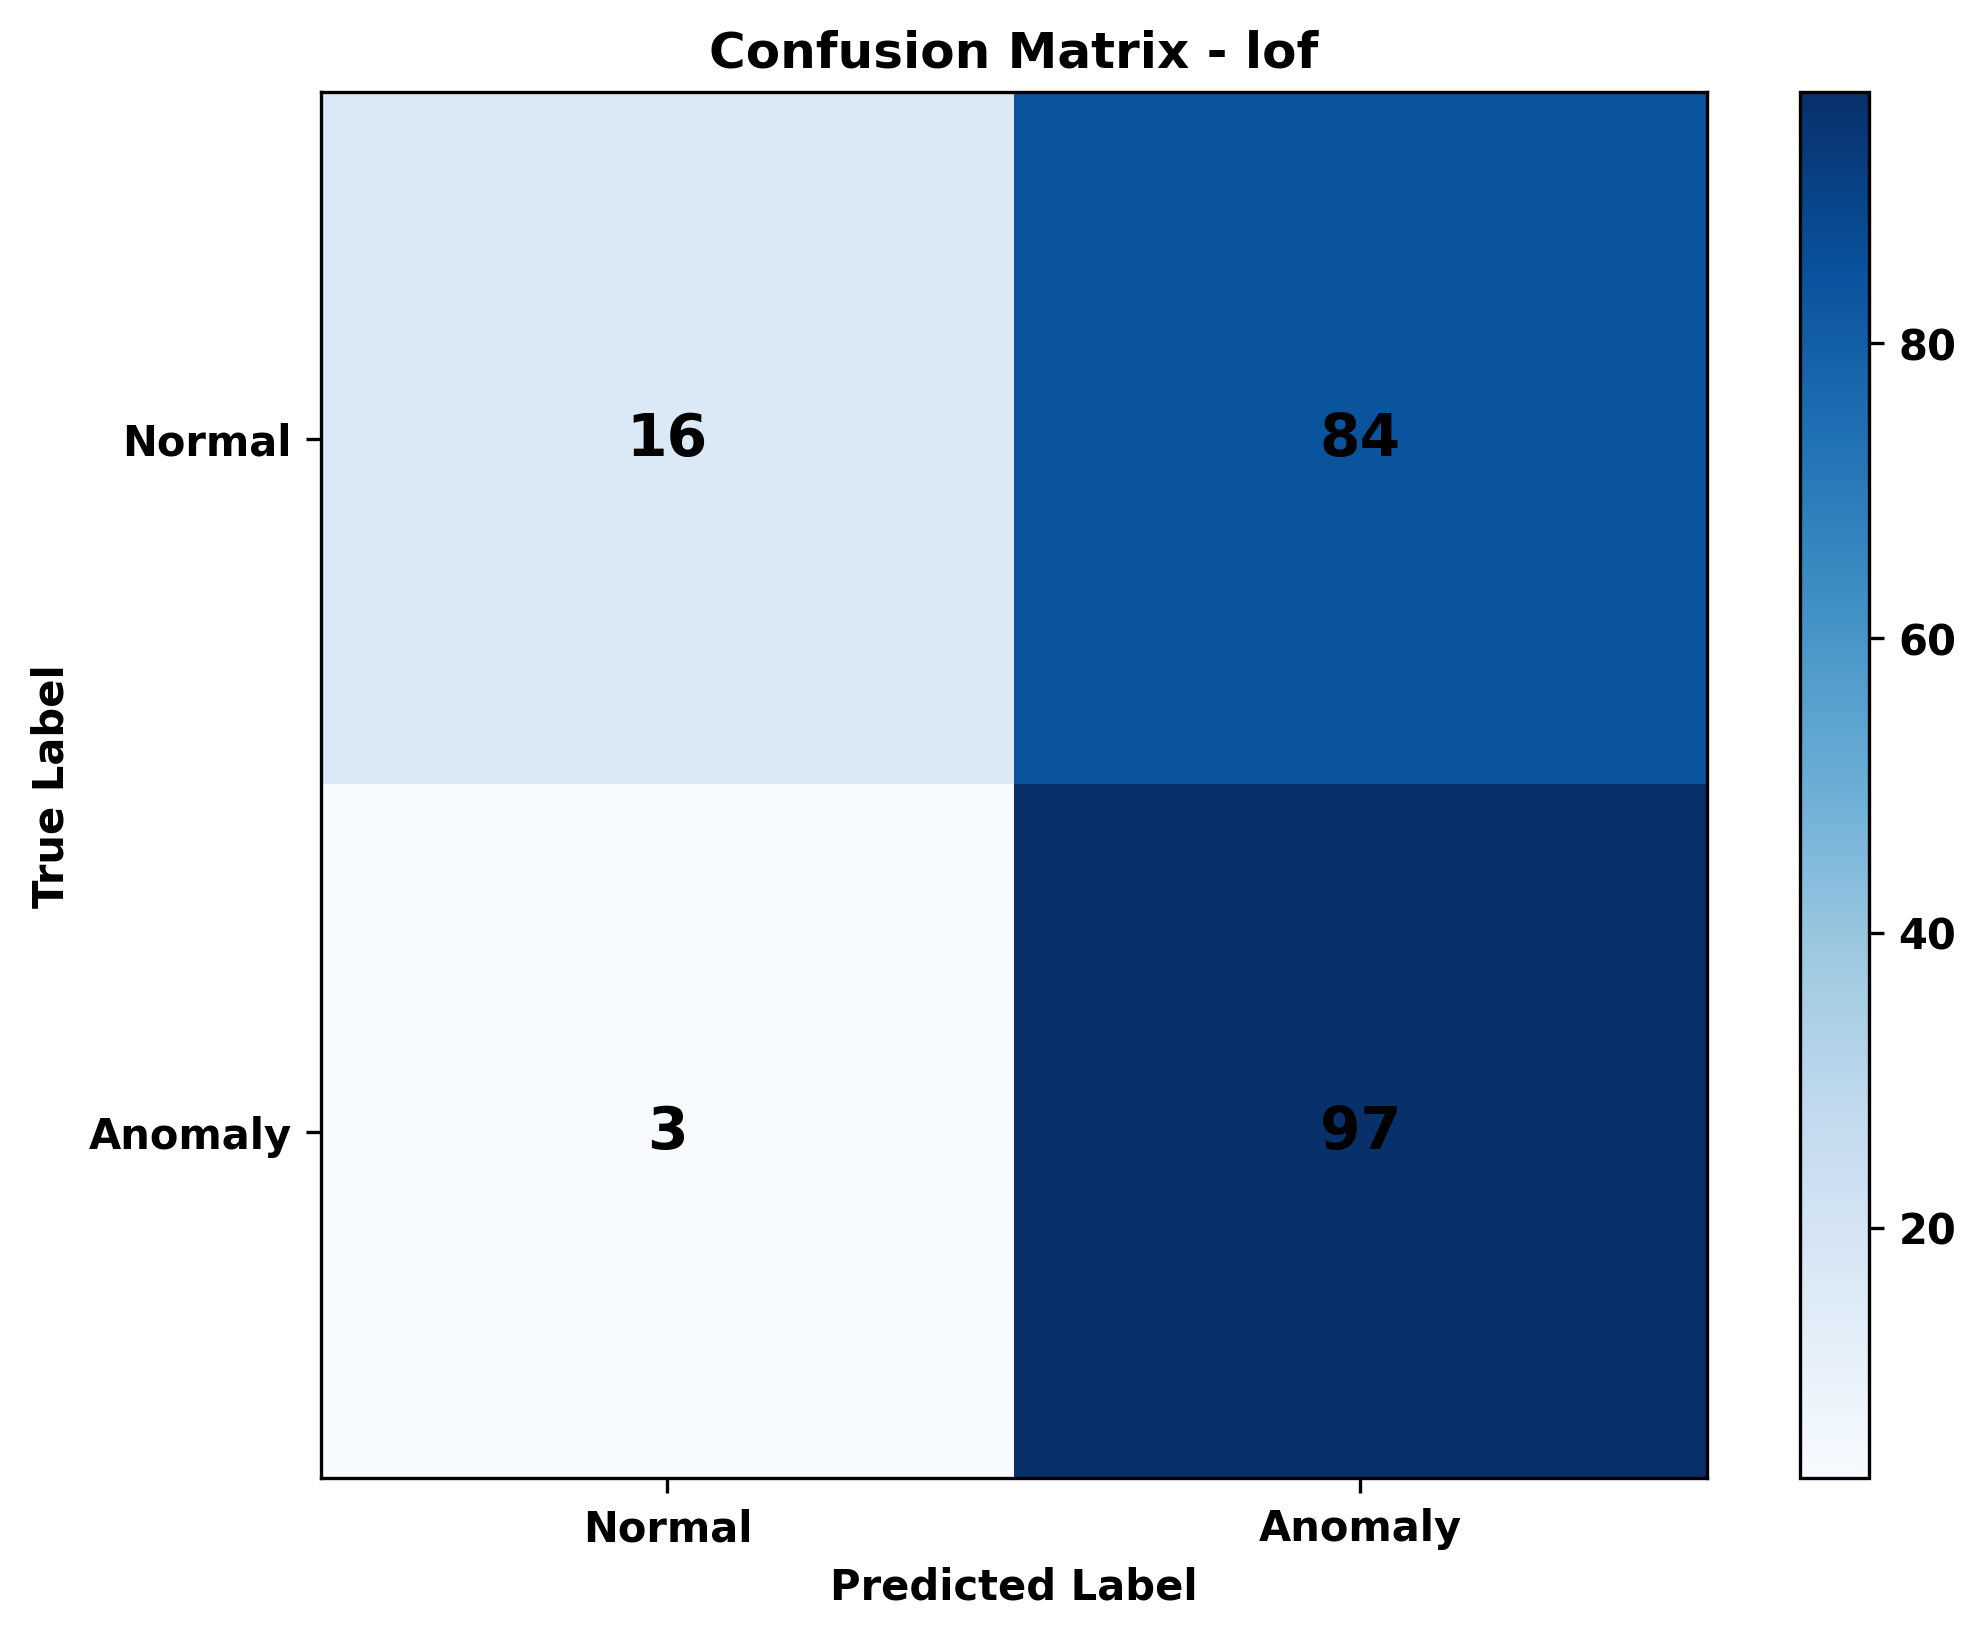 Confusion Matrix - lof
True Label
Normal
Anomaly
16
84
3
97
Normal
Anomaly
Predicted Label
80
60
40
20